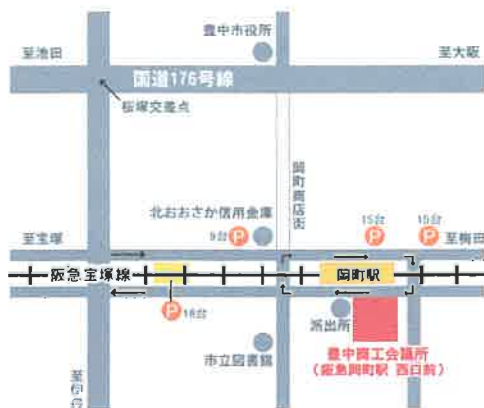 豊中市役所
至池田
至大阪
国道176号線
桜塚交差点
岡町商店街
北おおさか信用金庫
9台 P
15台
P
15台
P
至宝塚
至梅田
阪急宝塚線
岡町駅
P 18台
派出所
市立図書館
豊中商工会議所
(阪急岡町駅 西口前)
至伊丹